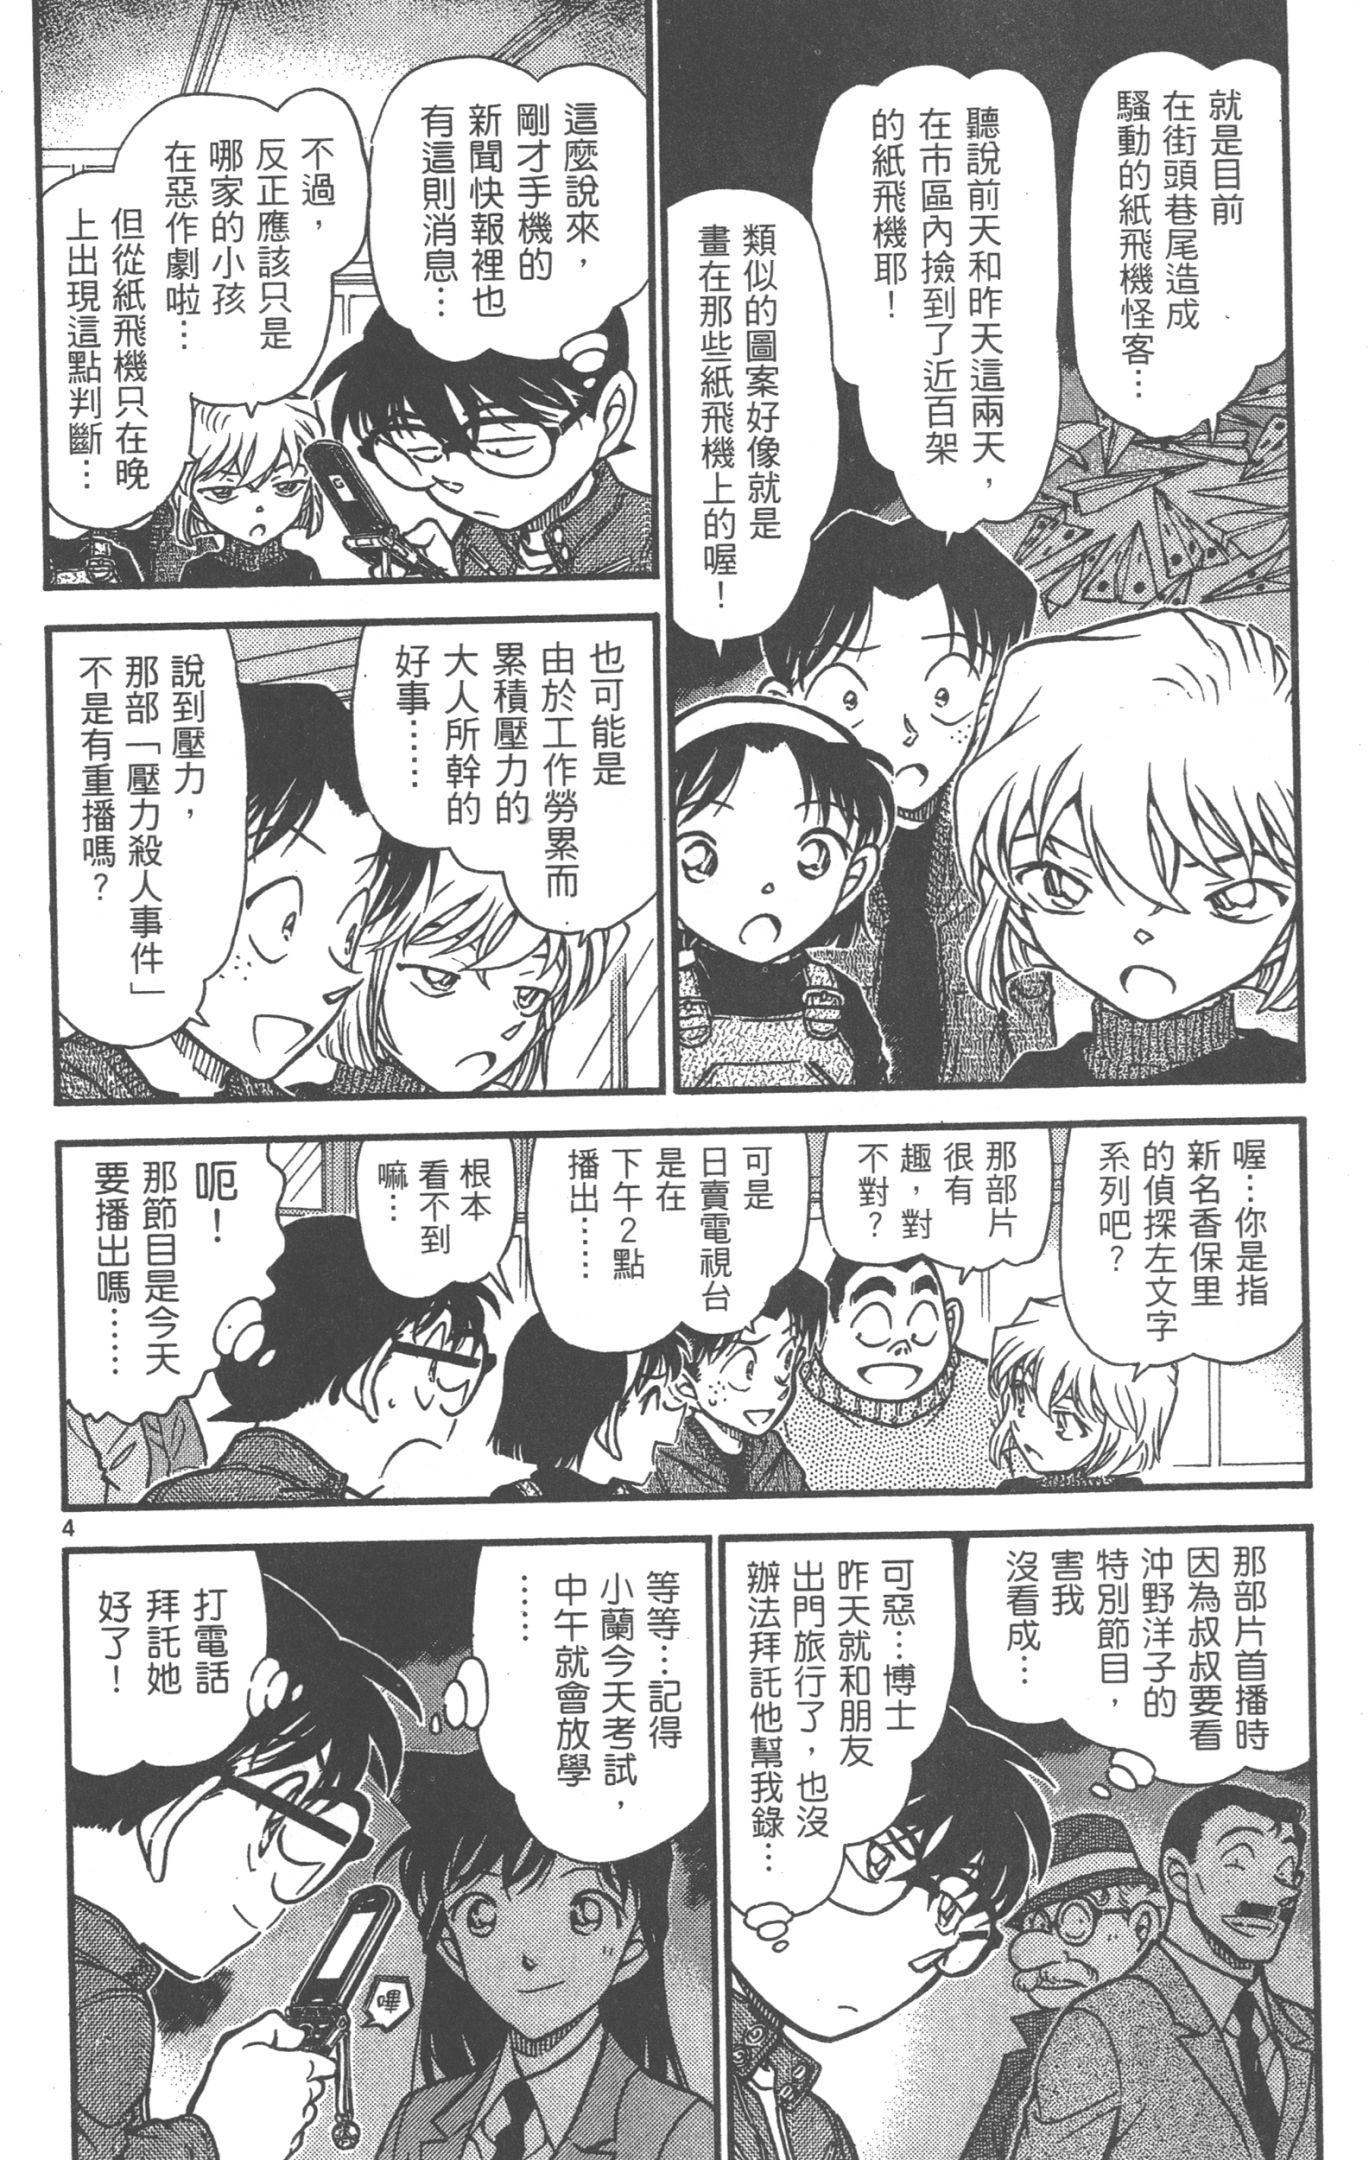 就是目前
在街頭巷尾造成
騷動的紙飛機怪客…
聽說前天和昨天這兩天，
在市區內撿到了近百架
的紙飛機耶！
類似的圖案好像就是
畫在那些紙飛機上的喔！
這麼說來，
剛才手機的
新聞快報裡也
有這則消息…
不過，
反正應該只是
哪家的小孩
在惡作劇啦…
但從紙飛機只在晚
上出現這點判斷…
也可能是
由於工作勞累而
累積壓力的
大人所幹的
好事……
說到壓力，
那部「壓力殺人事件」
不是有重播嗎？
喔…你是指
新名香保里
的偵探左文字
系列吧？
那部片
很有
趣，對
不對？
可是
日賣電視台
是在
下午2點
播出……
根本
看不到
嘛…
呃！
那節目是今天
要播出嗎……
4
那部片首播時
因為叔叔要看
沖野洋子的
特別節目，
害我
沒看成…
可惡…博士
昨天就和朋友
出門旅行了，也沒
辦法拜託他幫我錄…
等等…記得
小蘭今天考試，
中午就會放學
……
打電話
拜託她
好了！
嗶